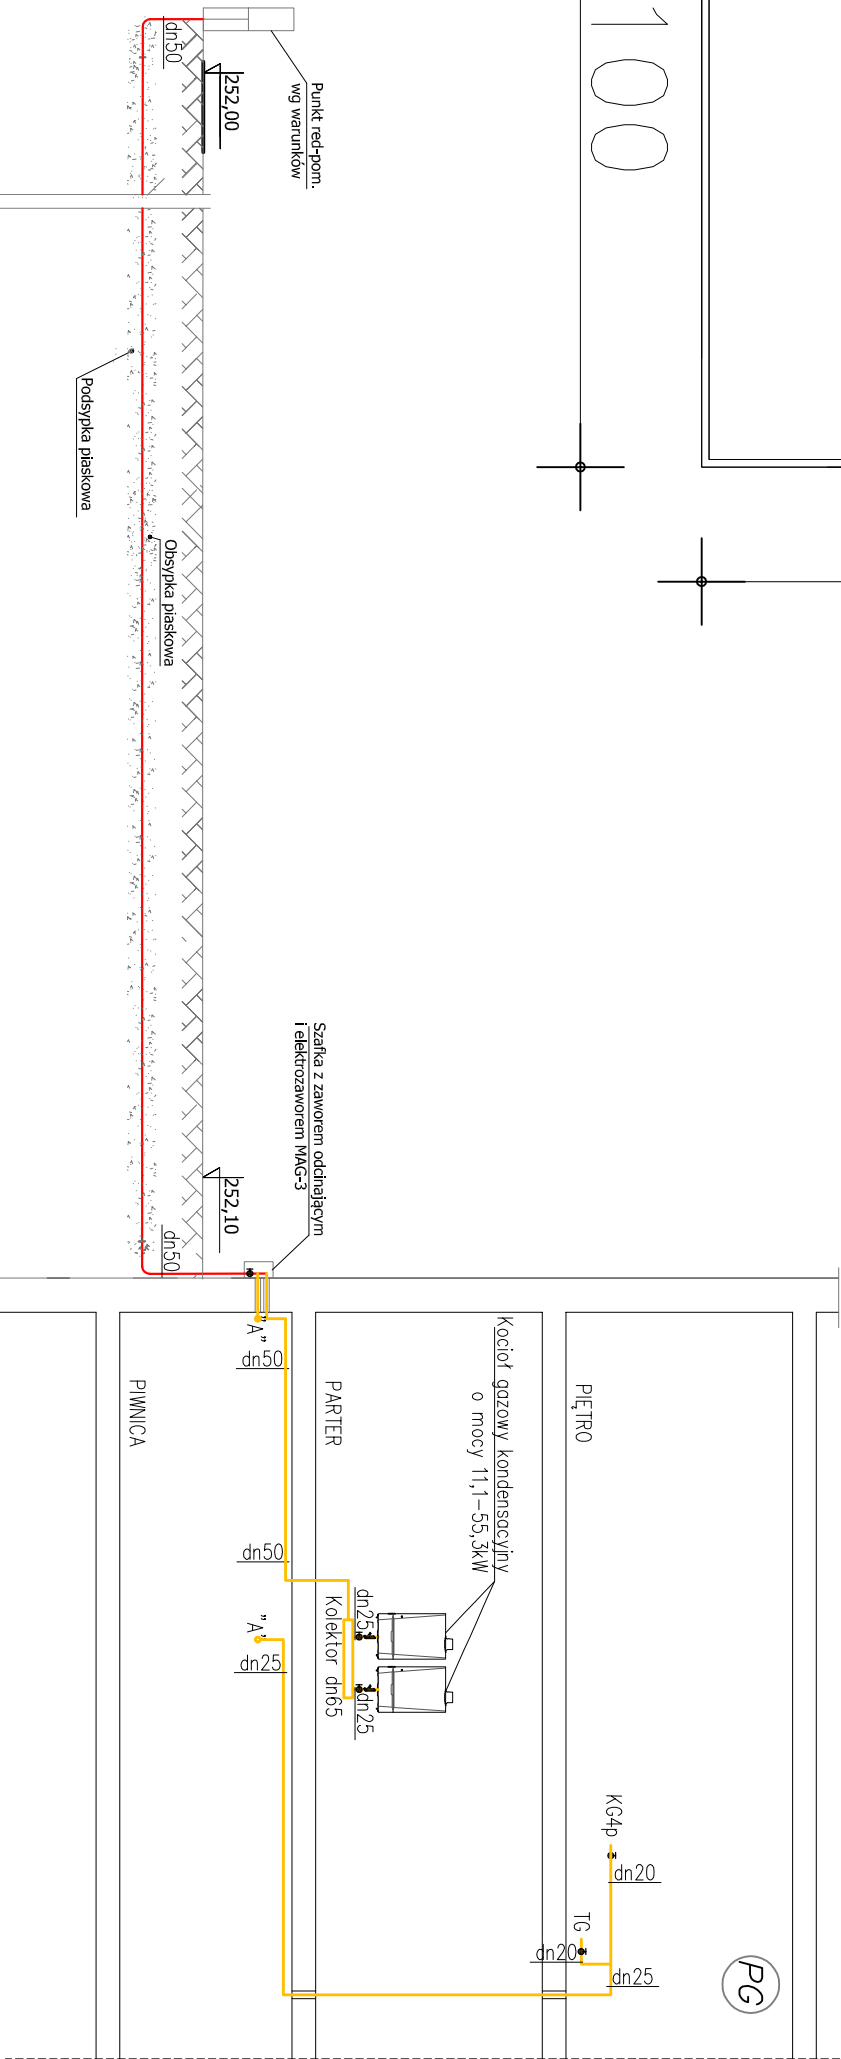 100
Punkt red-pom.
wg warunków
252,00
dn50
Podsypka piaskowa
Obsypka piaskowa
Szafka z zaworem odcinającym
i elektrozaworem MAG-3
252,10
dn50
PIĘTRO
Kocioł gazowy kondensacyjny
o mocy 11,1-55,3kW
PARTER
PIWNICA
"A"
dn50
dn50
dn25
Kolektor dn65
dn25
"A"
dn25
KG4p
dn20
TG
dn20
dn25
PG